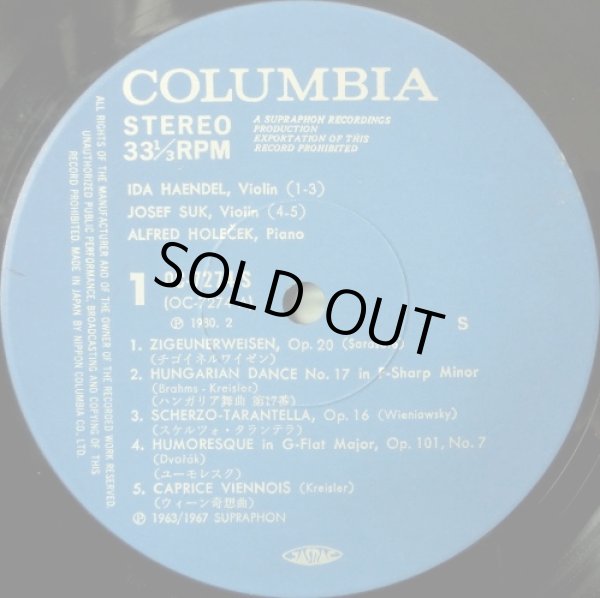 COLUMBIA
STEREO
33⅓RPM
A SUPRAPHON RECORDINGS
PRODUCTION
EXPORTATION OF THIS
RECORD PROHIBITED
IDA HAENDEL, Violin (1-3)
JOSEF SUK, Violin (4-5)
ALFRED HOLEČEK, Piano
1
SOLD OUT
Ⓟ 1980. 2
S
1. ZIGEUNERWEISEN, Op. 20
(チゴイネルワイゼン)
2. HUNGARIAN DANCE No. 17 in F-Sharp Minor
(Brahms - Kreisler)
(ハンガリア舞曲 第17番)
3. SCHERZO-TARANTELLA, Op. 16 (Wieniawsky)
(スケルツォ・タランテラ)
4. HUMORESQUE in G-Flat Major, Op. 101, No. 7
(Dvořák)
(ユーモレスク)
5. CAPRICE VIENNOIS (Kreisler)
(ウィーン奇想曲)
Ⓟ 1963/1967 SUPRAPHON
ALL RIGHTS OF THE MANUFACTURER AND OF THE OWNER OF THE RECORDED WORK RESERVED.
UNAUTHORIZED PUBLIC PERFORMANCE, BROADCASTING AND COPYING OF THIS
RECORD PROHIBITED. MADE IN JAPAN BY NIPPON COLUMBIA CO., LTD.